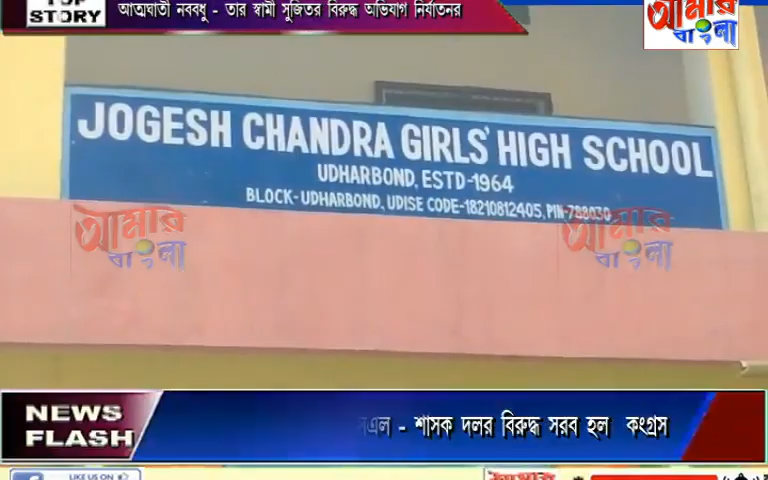 TOP
STORY
আত্মঘাতী নববধু - তার স্বামী সুজিতর বিরুদ্ধ অভিযাগ নির্যাতনর
আমার
বাংলা
JOGESH CHANDRA GIRLS' HIGH SCHOOL
UDHARBOND, ESTD-1964
BLOCK-UDHARBOND, UDISE CODE-18210812405, PIN-788030
আমার
বাংলা
আমার
বাংলা
NEWS
FLASH
- শাসক দলর বিরুদ্ধ সরব হল কংগ্রস
LIKE US ON